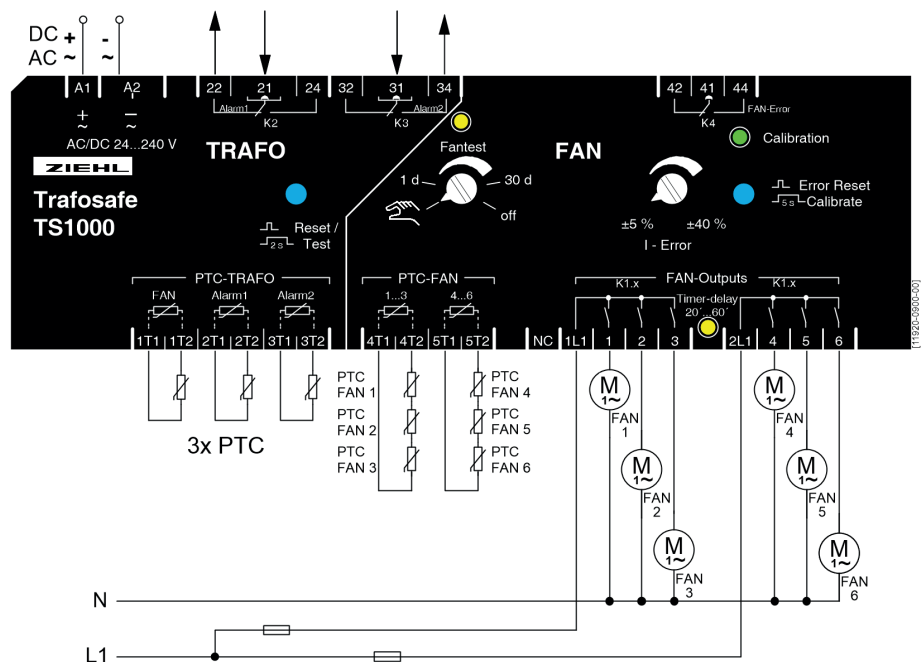 DC + -
AC ~ ~
A1 A2 22 21 24 32 31 34 42 41 44
Alarm1 Alarm2 FAN-Error
K2 K3 K4
+ −
~ ~
AC/DC 24...240 V
ZIEHL
Trafosafe
TS1000
TRAFO
Reset /
2 s Test
Fantest
1 d 30 d
off
FAN
Calibration
Error Reset
5 s Calibrate
±5 % ±40 %
I - Error
PTC-TRAFO PTC-FAN FAN-Outputs
FAN Alarm1 Alarm2 1...3 4...6 K1.x K1.x
Timer-delay
20´...60´
1T1 1T2 2T1 2T2 3T1 3T2 4T1 4T2 5T1 5T2 NC 1L1 1 2 3 2L1 4 5 6
[11920-0900-00]
3x PTC
PTC
FAN 1
PTC
FAN 2
PTC
FAN 3
PTC
FAN 4
PTC
FAN 5
PTC
FAN 6
M
1~
FAN
1
M
1~
FAN
2
M
1~
FAN
3
M
1~
FAN
4
M
1~
FAN
5
M
1~
FAN
6
N
L1